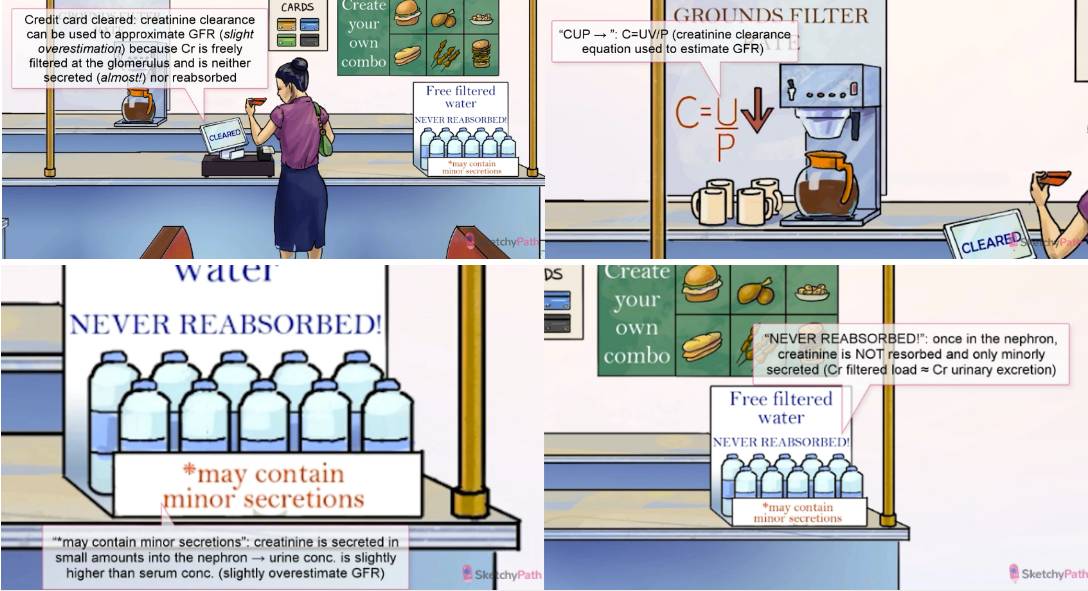 Credit card cleared: creatinine clearance
can be used to approximate GFR (slight
overestimation) because Cr is freely
filtered at the glomerulus and is neither
secreted (almost!) nor reabsorbed
CARDS
Create
your
own
combo
CLEARED
Free filtered
water
NEVER REABSORBED!
*may contain
minor secretions
SketchyPath
GROUNDS FILTER
"CUP → ": C=UV/P (creatinine clearance
equation used to estimate GFR)
C=U
P
CLEARED
SketchyPath
water
NEVER REABSORBED!
*may contain
minor secretions
"*may contain minor secretions": creatinine is secreted in
small amounts into the nephron → urine conc. is slightly
higher than serum conc. (slightly overestimate GFR)
SketchyPath
DS
Create
your
own
combo
"NEVER REABSORBED!": once in the nephron,
creatinine is NOT resorbed and only minorly
secreted (Cr filtered load ≈ Cr urinary excretion)
Free filtered
water
NEVER REABSORBED!
*may contain
minor secretions
SketchyPath